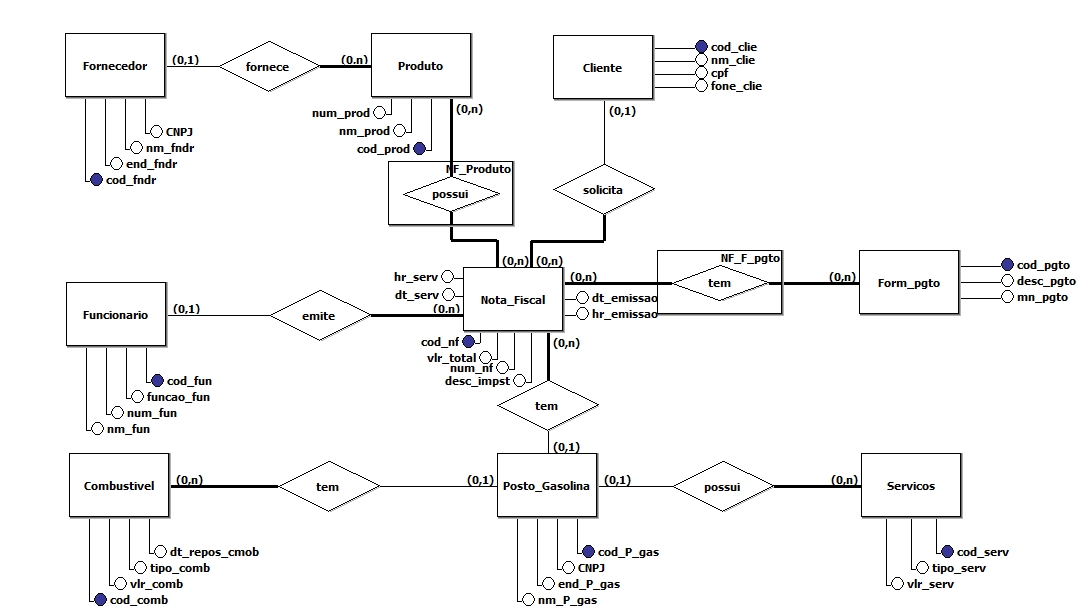 Fornecedor
(0,1)
fornece
(0.n)
Produto
Cliente
cod_clie
nm_clie
cpf
fone_clie
num_prod
nm_prod
cod_prod
(0,n)
(0,1)
CNPJ
nm_fndr
end_fndr
cod_fndr
NF_Produto
possui
solicita
(0,n)
(0,n)
NF_F_pgto
hr_serv
dt_serv
(0.n)
Nota_Fiscal
(0,n)
dt_emissao
hr_emissao
tem
(0,n)
Form_pgto
cod_pgto
desc_pgto
mn_pgto
Funcionario
(0,1)
emite
cod_nf
vlr_total
num_nf
desc_impst
(0,n)
cod_fun
funcao_fun
num_fun
nm_fun
tem
(0,1)
Combustivel
(0,n)
tem
(0,1)
Posto_Gasolina
(0,1)
possui
(0,n)
Servicos
dt_repos_cmob
tipo_comb
vlr_comb
cod_comb
cod_P_gas
CNPJ
end_P_gas
nm_P_gas
cod_serv
tipo_serv
vlr_serv